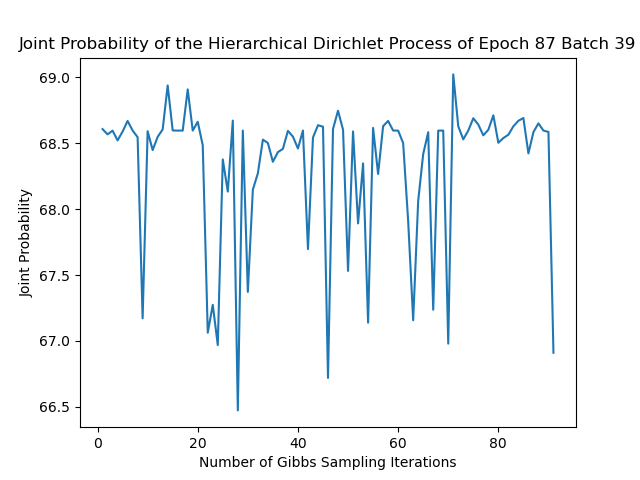 Joint Probability of the Hierarchical Dirichlet Process of Epoch 87 Batch 39
69.0
68.5
68.0
67.5
67.0
66.5
Joint Probability
0 20 40 60 80
Number of Gibbs Sampling Iterations